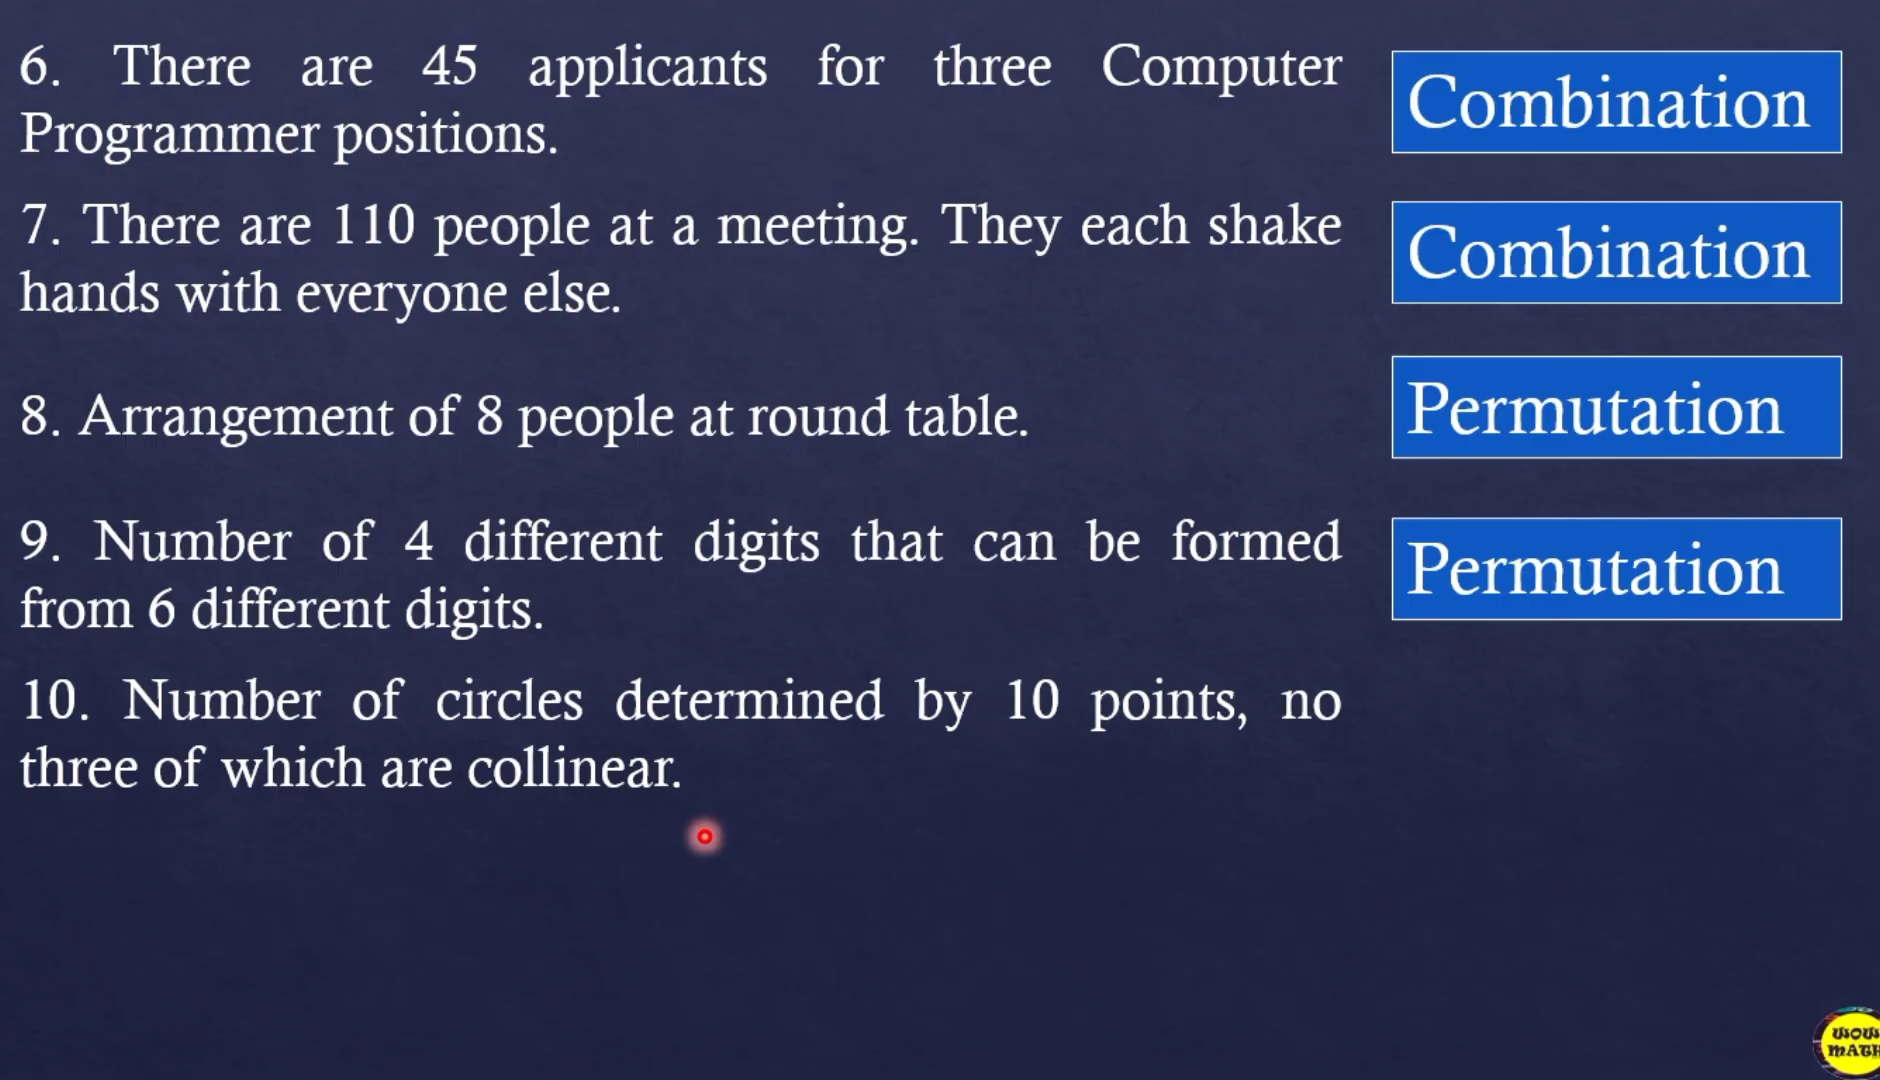 6. There are 45 applicants for three Computer
Programmer positions.
Combination
7. There are 110 people at a meeting. They each shake
hands with everyone else.
Combination
8. Arrangement of 8 people at round table.
Permutation
9. Number of 4 different digits that can be formed
from 6 different digits.
Permutation
10. Number of circles determined by 10 points, no
three of which are collinear.
WOW
MATH